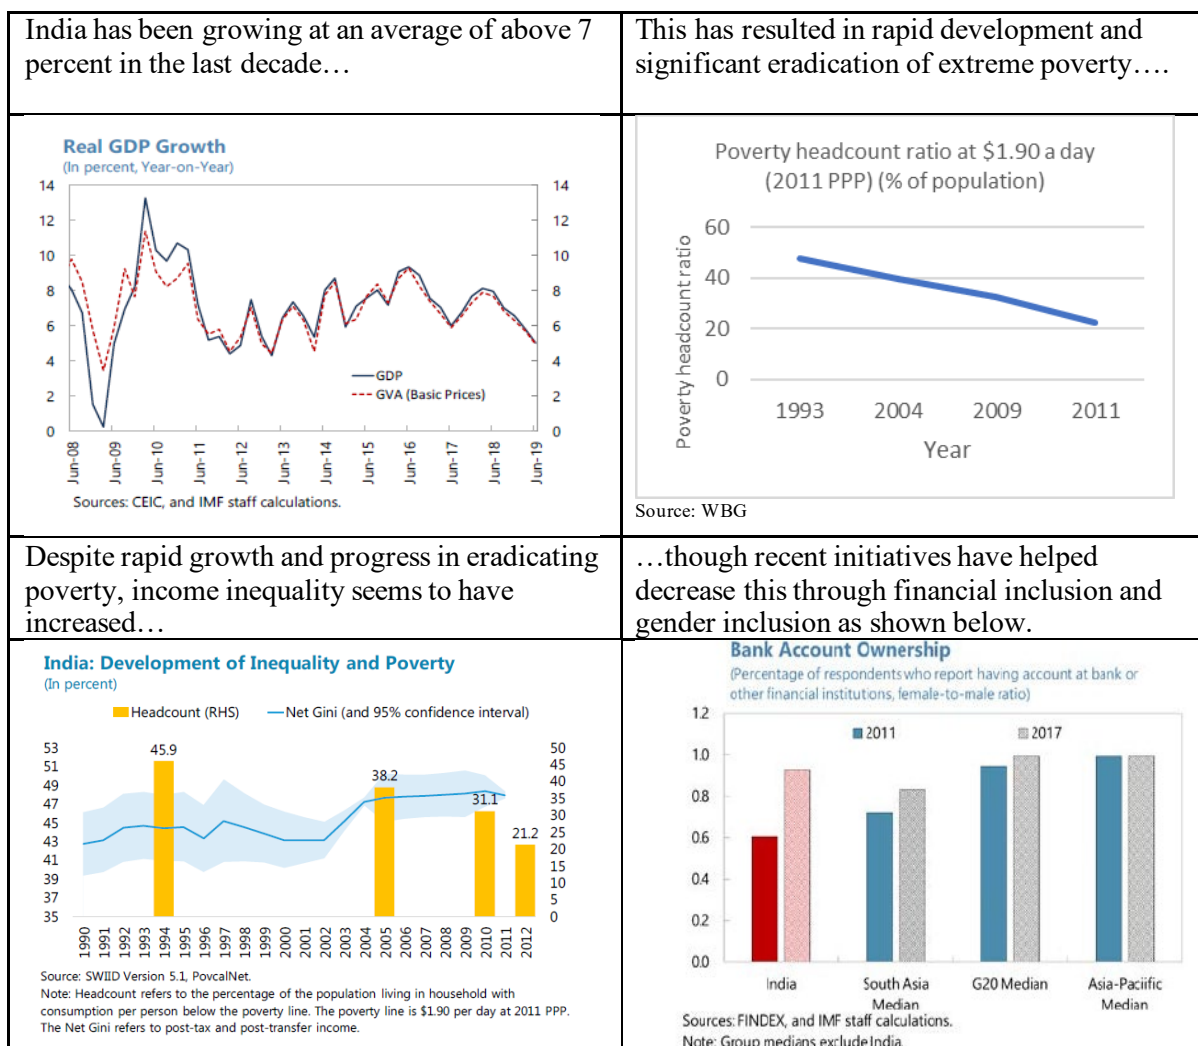 India has been growing at an average of above 7
percent in the last decade…
This has resulted in rapid development and
significant eradication of extreme poverty….
Real GDP Growth
(In percent, Year-on-Year)
14 14
12 12
10 10
8 8
6 6
4 4
2 2
0 0
GDP
GVA (Basic Prices)
Jun-08 Jun-09 Jun-10 Jun-11 Jun-12 Jun-13 Jun-14 Jun-15 Jun-16 Jun-17 Jun-18 Jun-19
Sources: CEIC, and IMF staff calculations.
Poverty headcount ratio at $1.90 a day
(2011 PPP) (% of population)
Poverty headcount ratio
60
40
20
0
1993 2004 2009 2011
Year
Source: WBG
Despite rapid growth and progress in eradicating
poverty, income inequality seems to have
increased…
…though recent initiatives have helped
decrease this through financial inclusion and
gender inclusion as shown below.
India: Development of Inequality and Poverty
(In percent)
Headcount (RHS) Net Gini (and 95% confidence interval)
53 50
51 45
49 40
47 35
45 30
43 25
41 20
39 15
37 10
35 5
0
45.9
38.2
31.1
21.2
1990 1991 1992 1993 1994 1995 1996 1997 1998 1999 2000 2001 2002 2003 2004 2005 2006 2007 2008 2009 2010 2011 2012
Source: SWIID Version 5.1, PovcalNet.
Note: Headcount refers to the percentage of the population living in household with
consumption per person below the poverty line. The poverty line is $1.90 per day at 2011 PPP.
The Net Gini refers to post-tax and post-transfer income.
Bank Account Ownership
(Percentage of respondents who report having account at bank or
other financial institutions, female-to-male ratio)
1.2
1.0
0.8
0.6
0.4
0.2
0.0
2011 2017
India
South Asia
Median
G20 Median
Asia-Paciific
Median
Sources: FINDEX, and IMF staff calculations.
Note: Group medians exclude India.